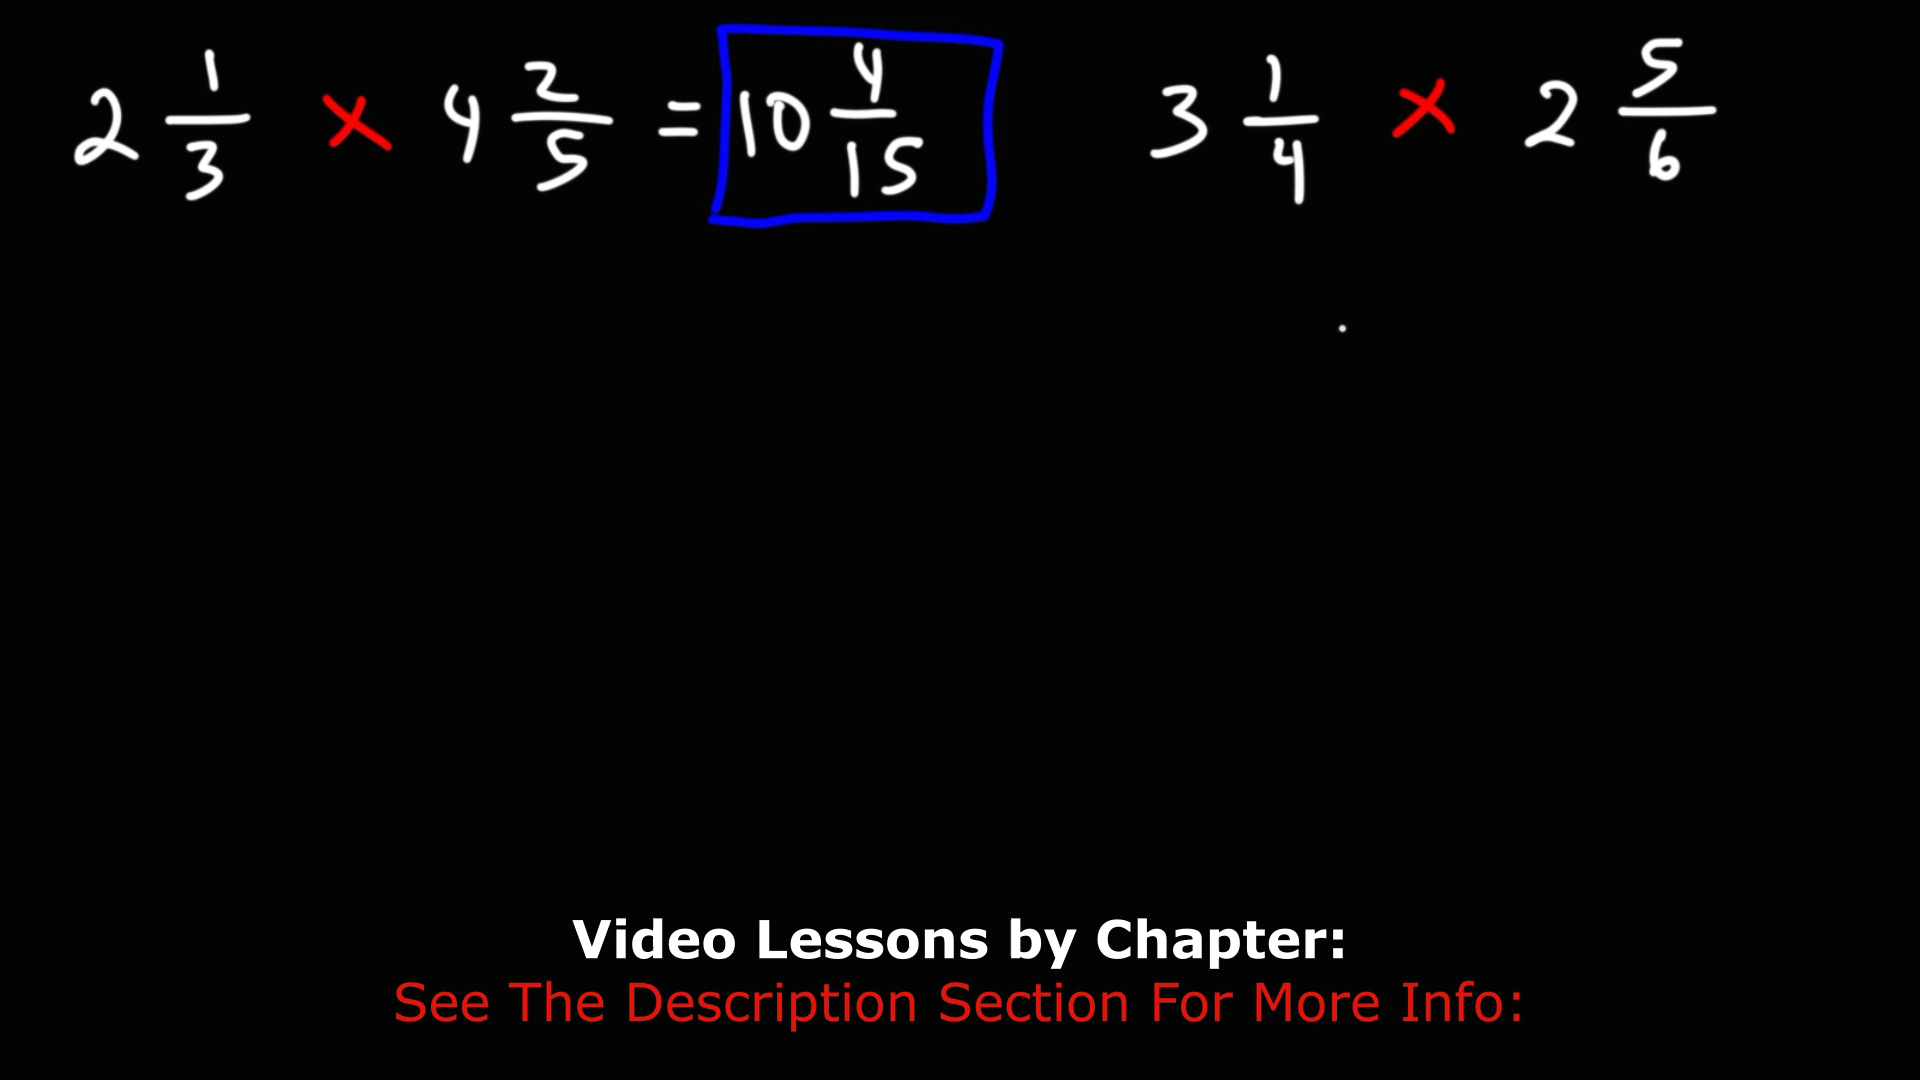 2 1/3 × 4 2/5 = 10 4/15
3 1/4 × 2 5/6
Video Lessons by Chapter:
See The Description Section For More Info: